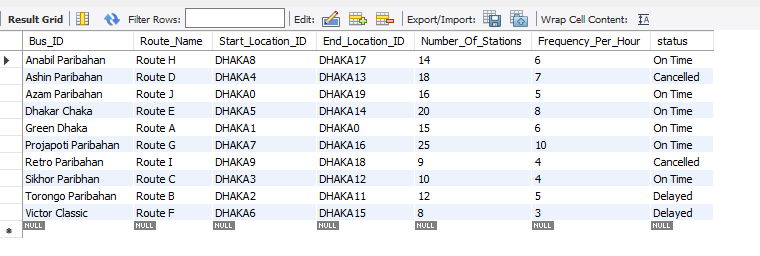 Result Grid Filter Rows: Edit: Export/Import: Wrap Cell Content: IA
Bus_ID Route_Name Start_Location_ID End_Location_ID Number_Of_Stations Frequency_Per_Hour status
Anabil Paribahan Route H DHAKA8 DHAKA17 14 6 On Time
Ashin Paribahan Route D DHAKA4 DHAKA13 18 7 Cancelled
Azam Paribahan Route J DHAKA0 DHAKA19 16 5 On Time
Dhakar Chaka Route E DHAKA5 DHAKA14 20 8 On Time
Green Dhaka Route A DHAKA1 DHAKA0 15 6 On Time
Projapoti Paribahan Route G DHAKA7 DHAKA16 25 10 On Time
Retro Paribahan Route I DHAKA9 DHAKA18 9 4 Cancelled
Sikhor Paribhan Route C DHAKA3 DHAKA12 10 4 On Time
Torongo Paribahan Route B DHAKA2 DHAKA11 12 5 Delayed
Victor Classic Route F DHAKA6 DHAKA15 8 3 Delayed
NULL NULL NULL NULL NULL NULL NULL